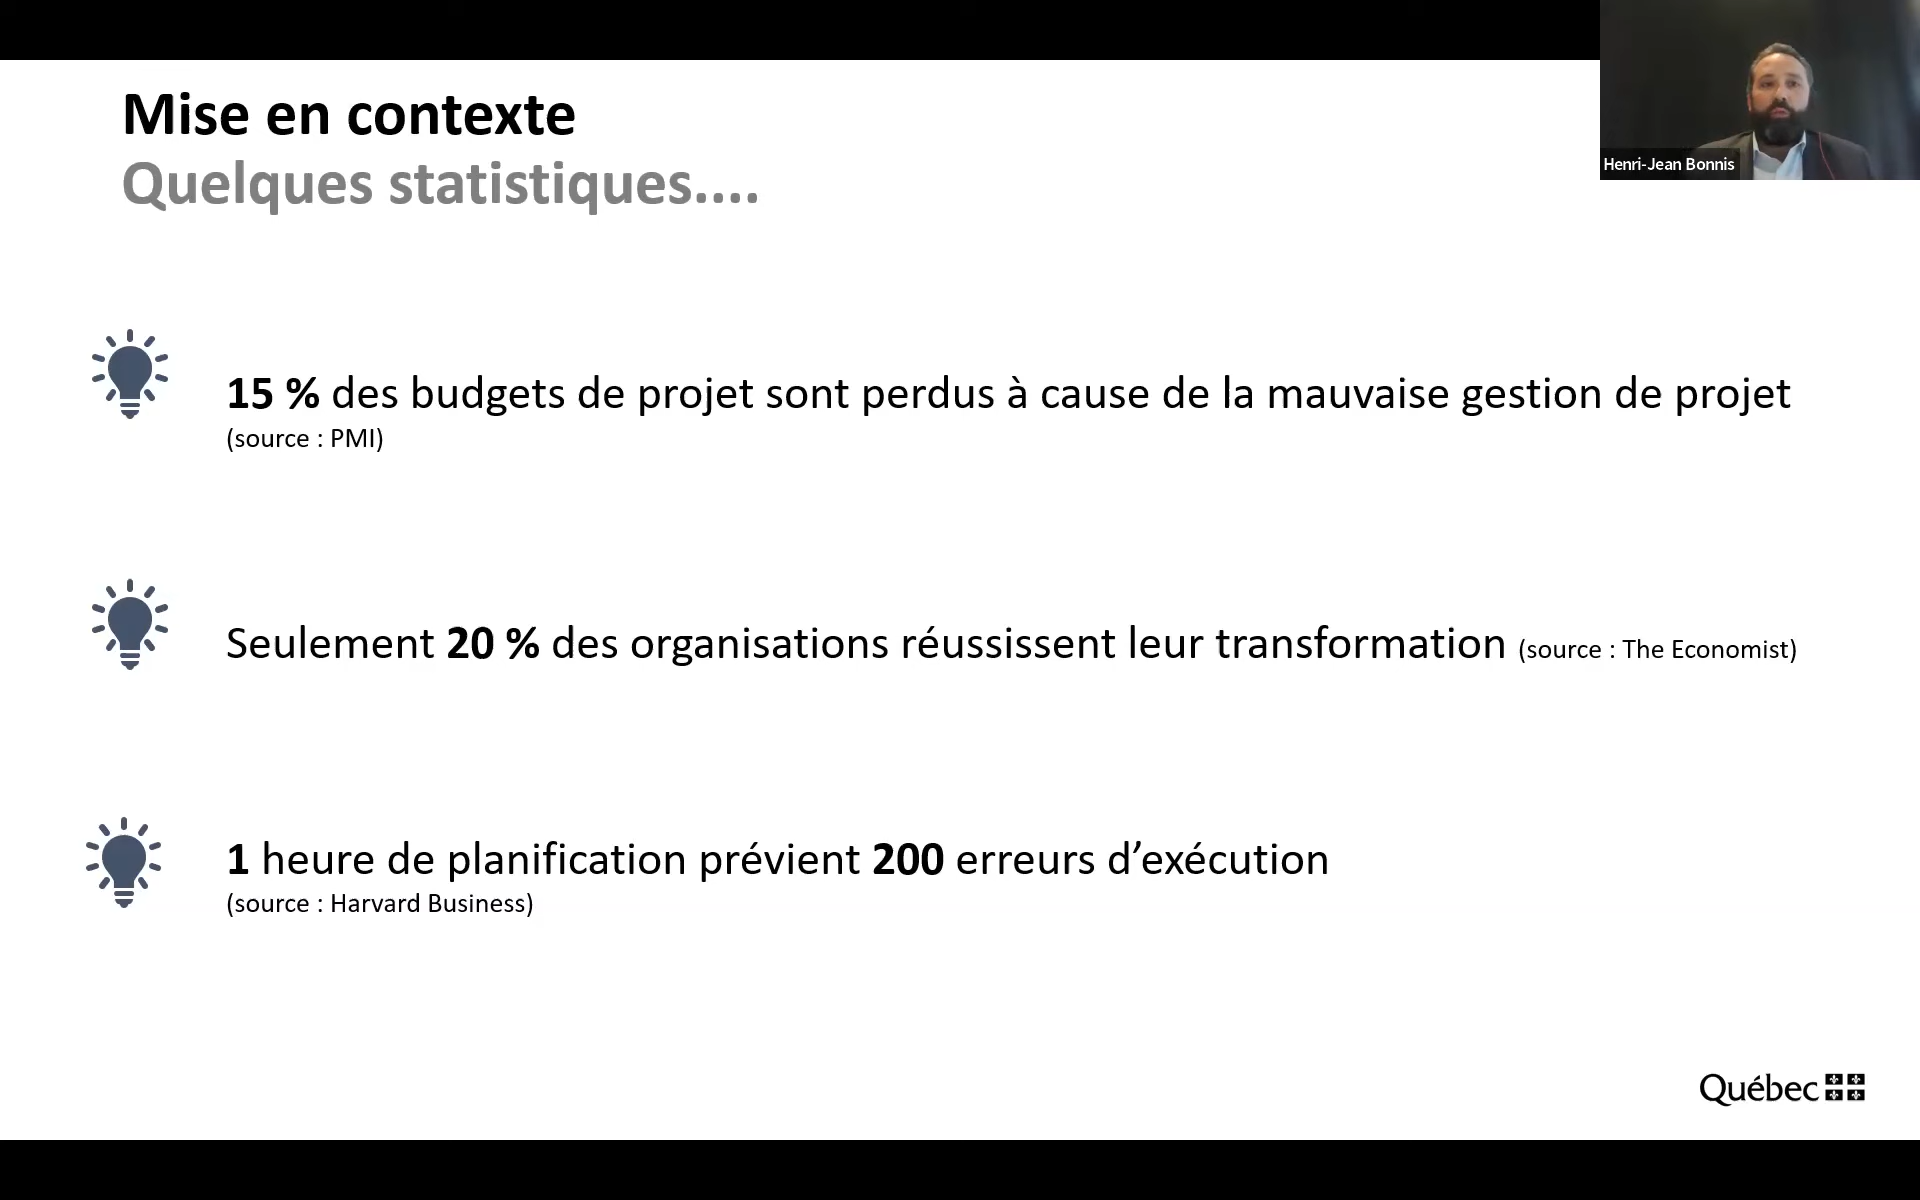 Mise en contexte
Quelques statistiques....
Henri-Jean Bonnis
15 % des budgets de projet sont perdus à cause de la mauvaise gestion de projet
(source : PMI)
Seulement 20 % des organisations réussissent leur transformation (source : The Economist)
1 heure de planification prévient 200 erreurs d’exécution
(source : Harvard Business)
Québec